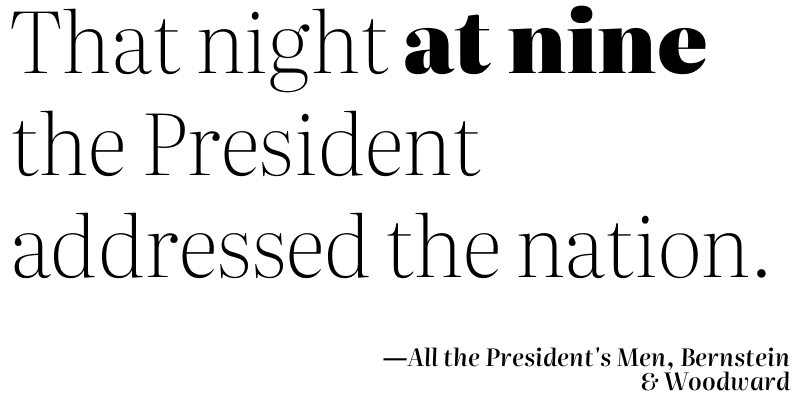 That night at nine
the President
addressed the nation.
—All the President's Men, Bernstein
& Woodward